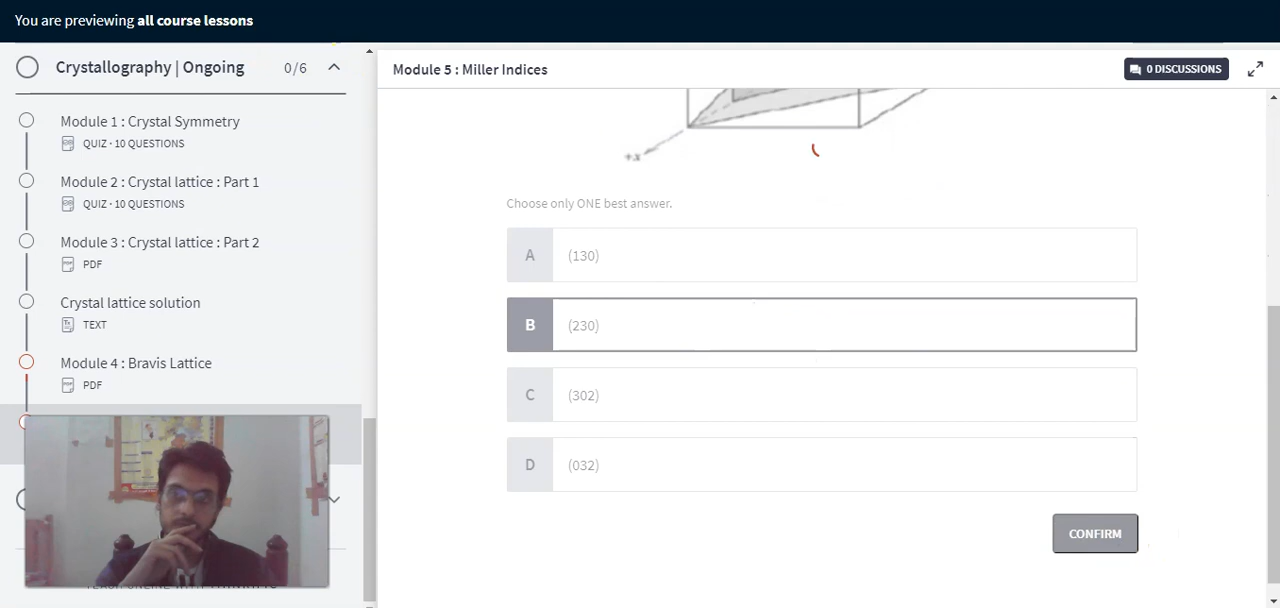 You are previewing all course lessons
Crystallography | Ongoing 0/6
Module 1 : Crystal Symmetry
QUIZ - 10 QUESTIONS
Module 2 : Crystal lattice : Part 1
QUIZ - 10 QUESTIONS
Module 3 : Crystal lattice : Part 2
PDF
Crystal lattice solution
TEXT
Module 4 : Bravis Lattice
PDF
Module 5 : Miller Indices
0 DISCUSSIONS
+x
Choose only ONE best answer.
A (130)
B (230)
C (302)
D (032)
CONFIRM